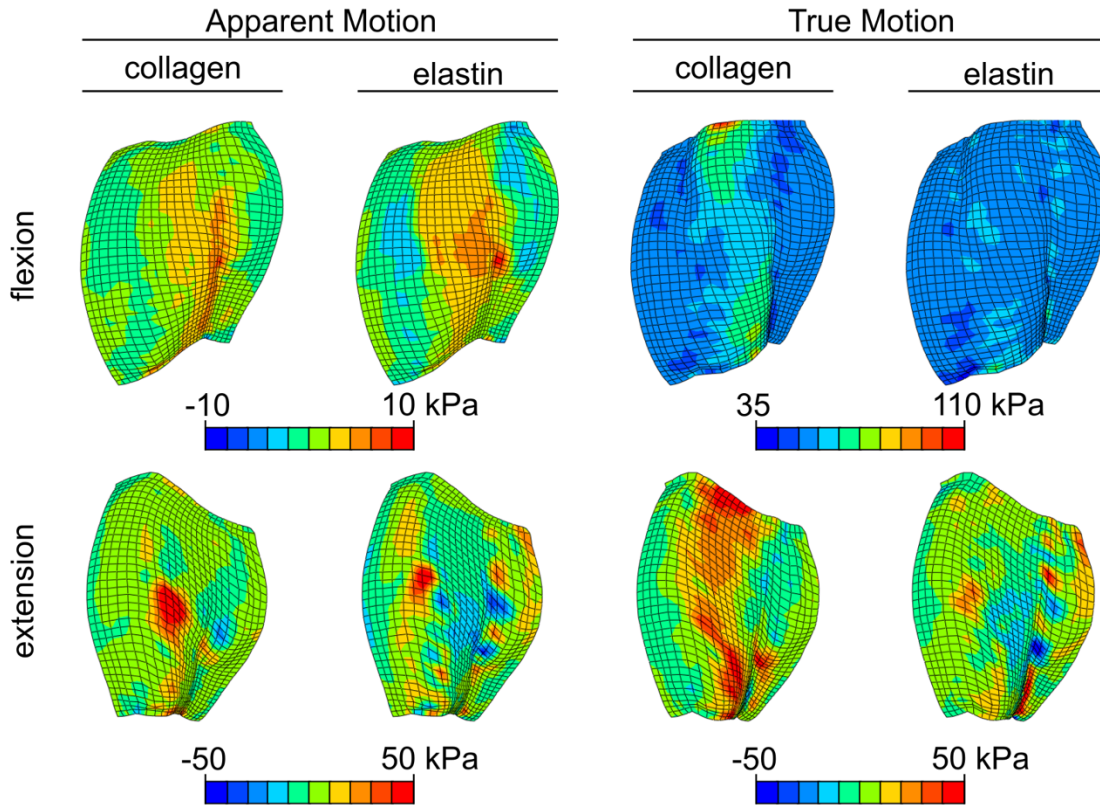 Apparent Motion True Motion
collagen elastin collagen elastin
flexion
-10 10 kPa 35 110 kPa
extension
-50 50 kPa -50 50 kPa